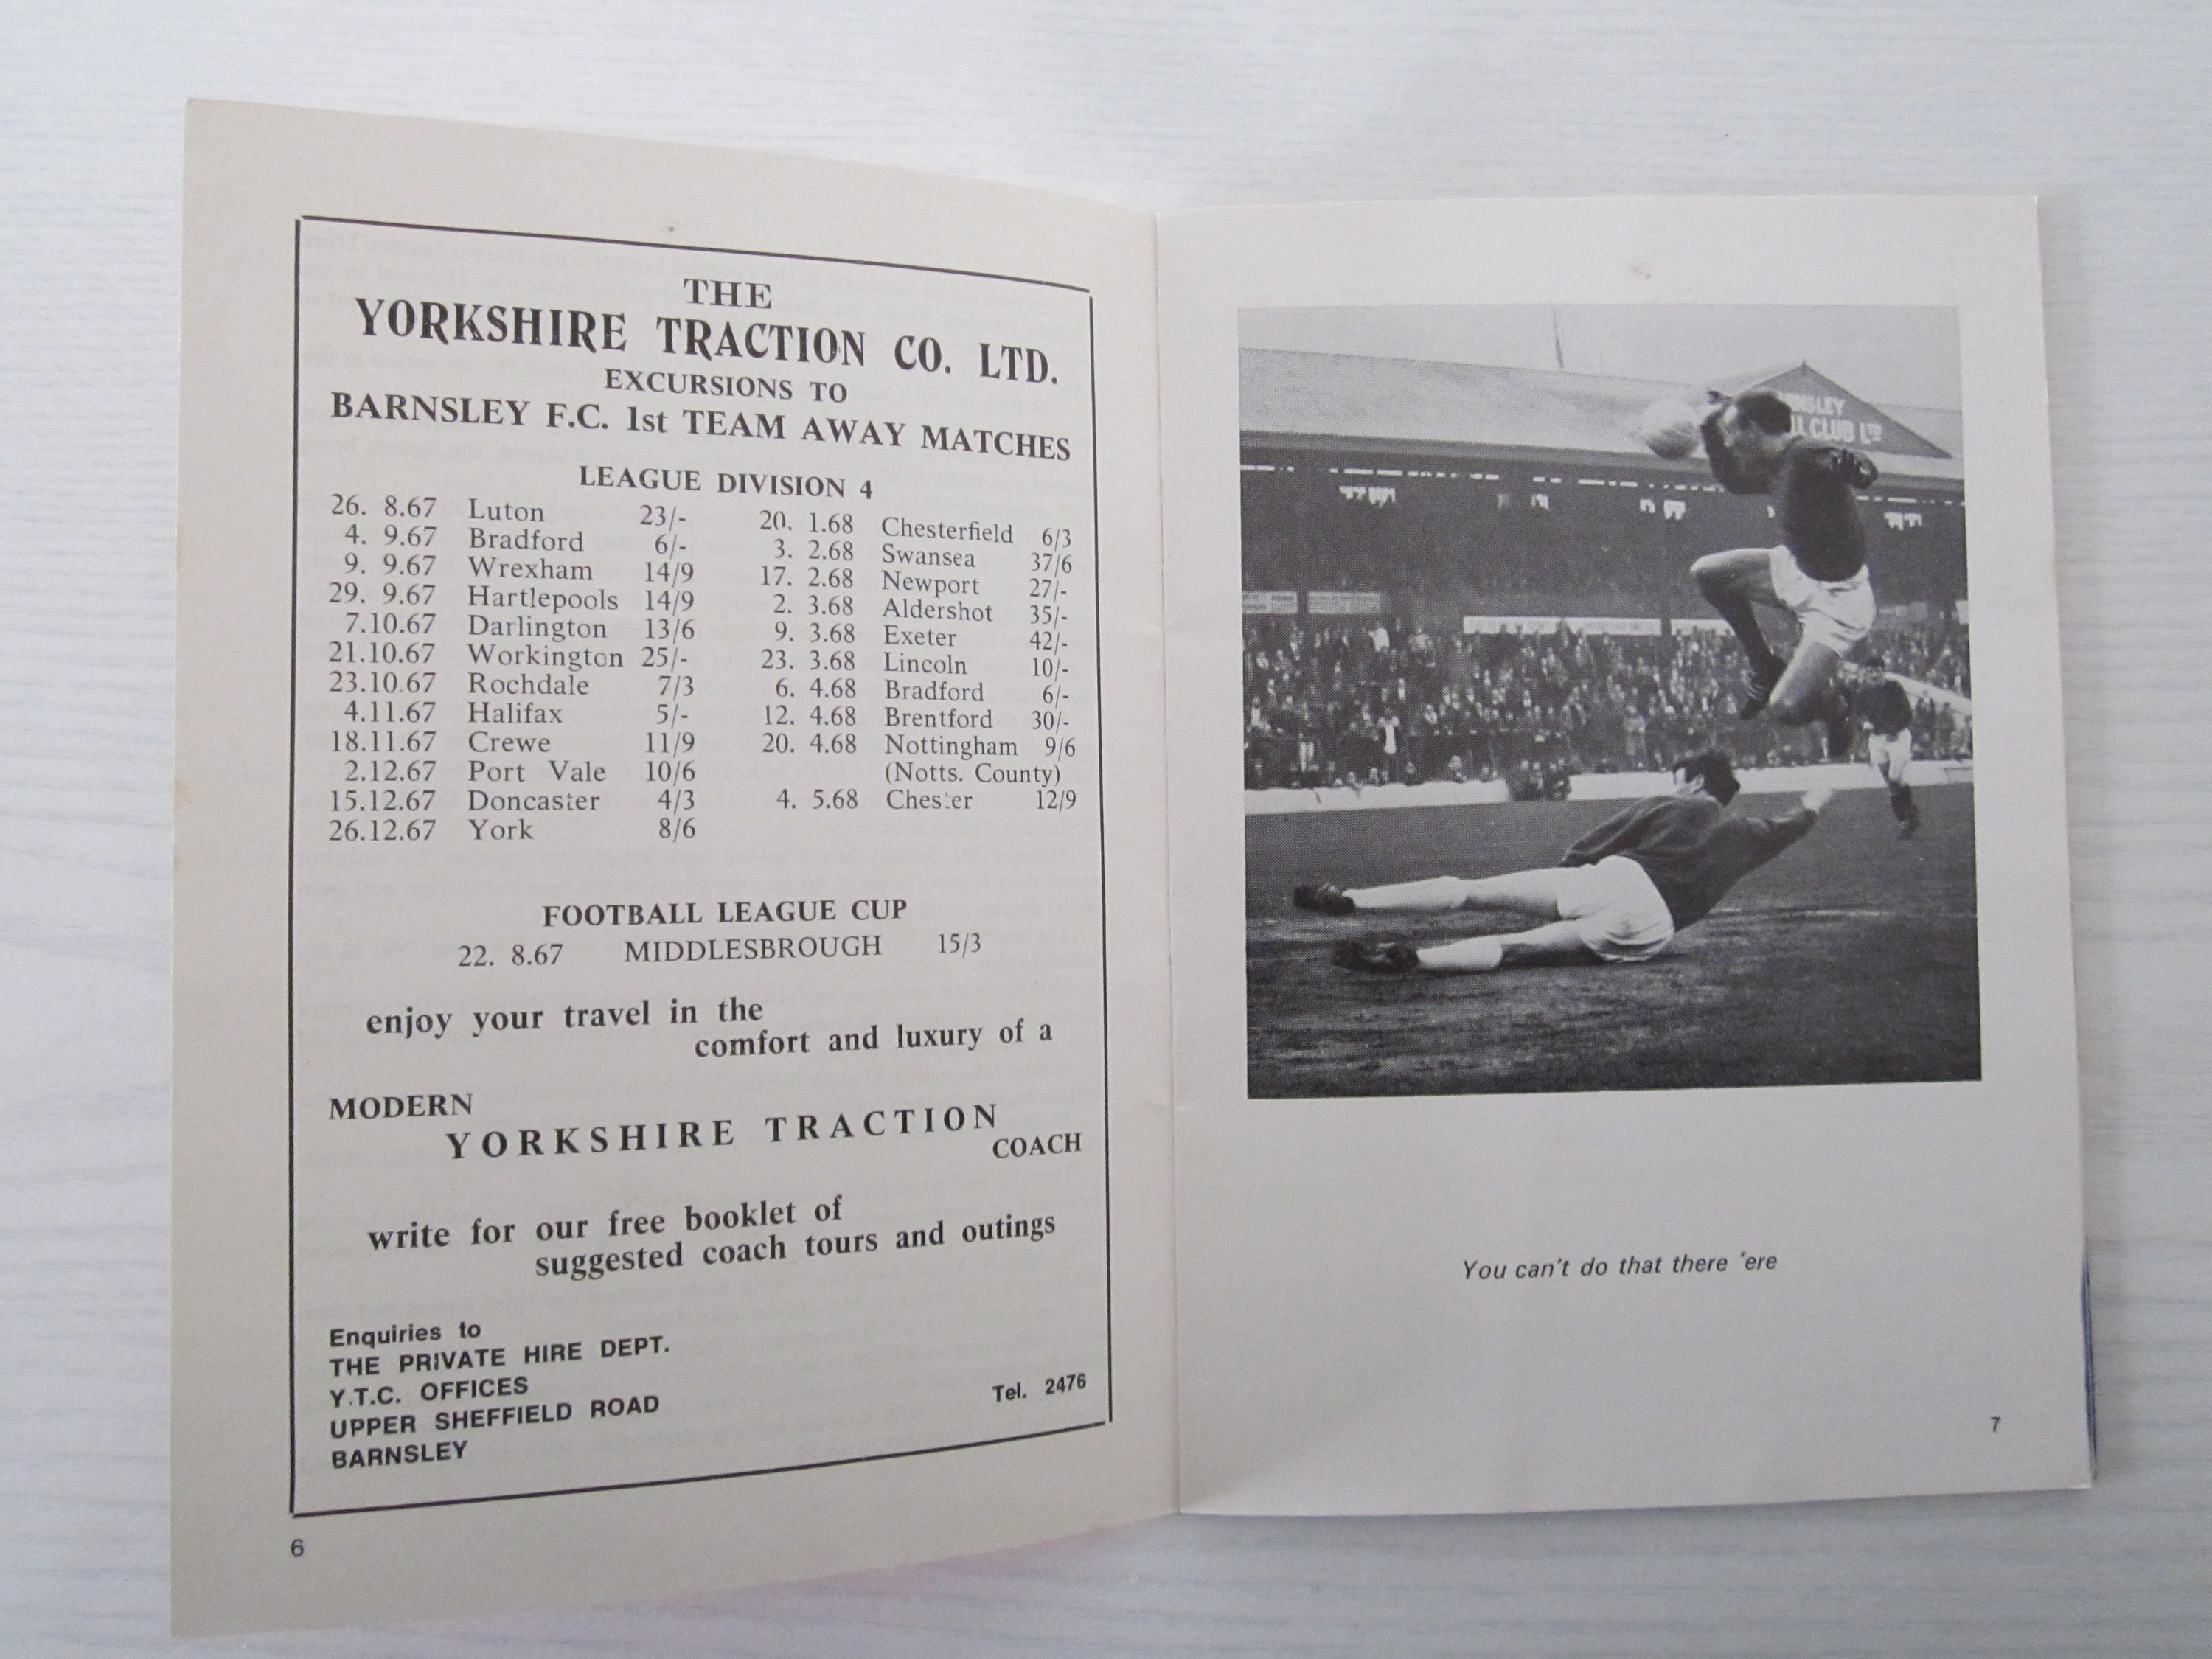 THE
YORKSHIRE TRACTION CO. LTD.
EXCURSIONS TO
BARNSLEY F.C. 1st TEAM AWAY MATCHES
LEAGUE DIVISION 4
26. 8.67 Luton 23/-
4. 9.67 Bradford 6/-
9. 9.67 Wrexham 14/9
29. 9.67 Hartlepools 14/9
7.10.67 Darlington 13/6
21.10.67 Workington 25/-
23.10.67 Rochdale 7/3
4.11.67 Halifax 5/-
18.11.67 Crewe 11/9
2.12.67 Port Vale 10/6
15.12.67 Doncaster 4/3
26.12.67 York 8/6
20. 1.68 Chesterfield 6/3
3. 2.68 Swansea 37/6
17. 2.68 Newport 27/-
2. 3.68 Aldershot 35/-
9. 3.68 Exeter 42/-
23. 3.68 Lincoln 10/-
6. 4.68 Bradford 6/-
12. 4.68 Brentford 30/-
20. 4.68 Nottingham 9/6
(Notts. County)
4. 5.68 Chester 12/9
FOOTBALL LEAGUE CUP
22. 8.67 MIDDLESBROUGH 15/3
enjoy your travel in the
comfort and luxury of a
MODERN
YORKSHIRE TRACTION
COACH
write for our free booklet of
suggested coach tours and outings
Enquiries to
THE PRIVATE HIRE DEPT.
Y.T.C. OFFICES
UPPER SHEFFIELD ROAD
BARNSLEY
Tel. 2476
6
NSLEY
CLUB LTD
You can't do that there 'ere
7